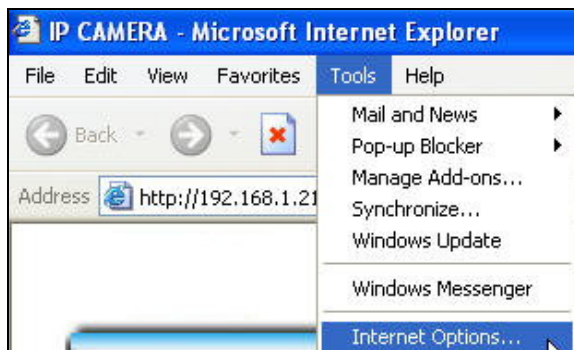 IP CAMERA - Microsoft Internet Explorer
File Edit View Favorites Tools Help
Back
Address http://192.168.1.21
Mail and News
Pop-up Blocker
Manage Add-ons...
Synchronize...
Windows Update
Windows Messenger
Internet Options...